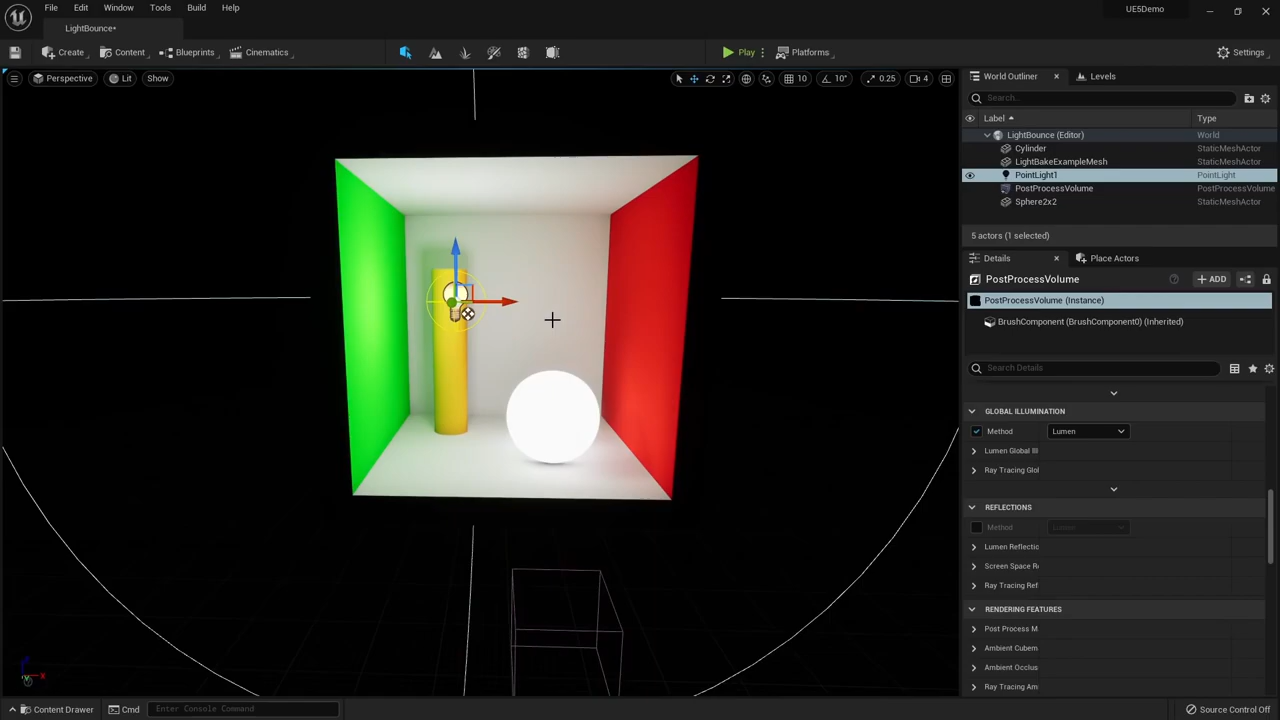 File Edit Window Tools Build Help
UE5Demo
LightBounce•
Create Content Blueprints Cinematics Play Platforms Settings
Perspective Lit Show 10 10° 0.25 4
World Outliner Levels
Search...
Label Type
LightBounce (Editor) World
Cylinder StaticMeshActor
LightBakeExampleMesh StaticMeshActor
PointLight1 PointLight
PostProcessVolume PostProcessVolume
Sphere2x2 StaticMeshActor
5 actors (1 selected)
Details Place Actors
PostProcessVolume ADD
PostProcessVolume (Instance)
BrushComponent (BrushComponent0) (Inherited)
Search Details
GLOBAL ILLUMINATION
Method Lumen
Lumen Global Ill
Ray Tracing Glol
REFLECTIONS
Method Lumen
Lumen Reflectic
Screen Space R
Ray Tracing Ref
RENDERING FEATURES
Post Process M
Ambient Cubem
Ambient Occlus
Ray Tracing Am
Content Drawer Cmd Enter Console Command Source Control Off